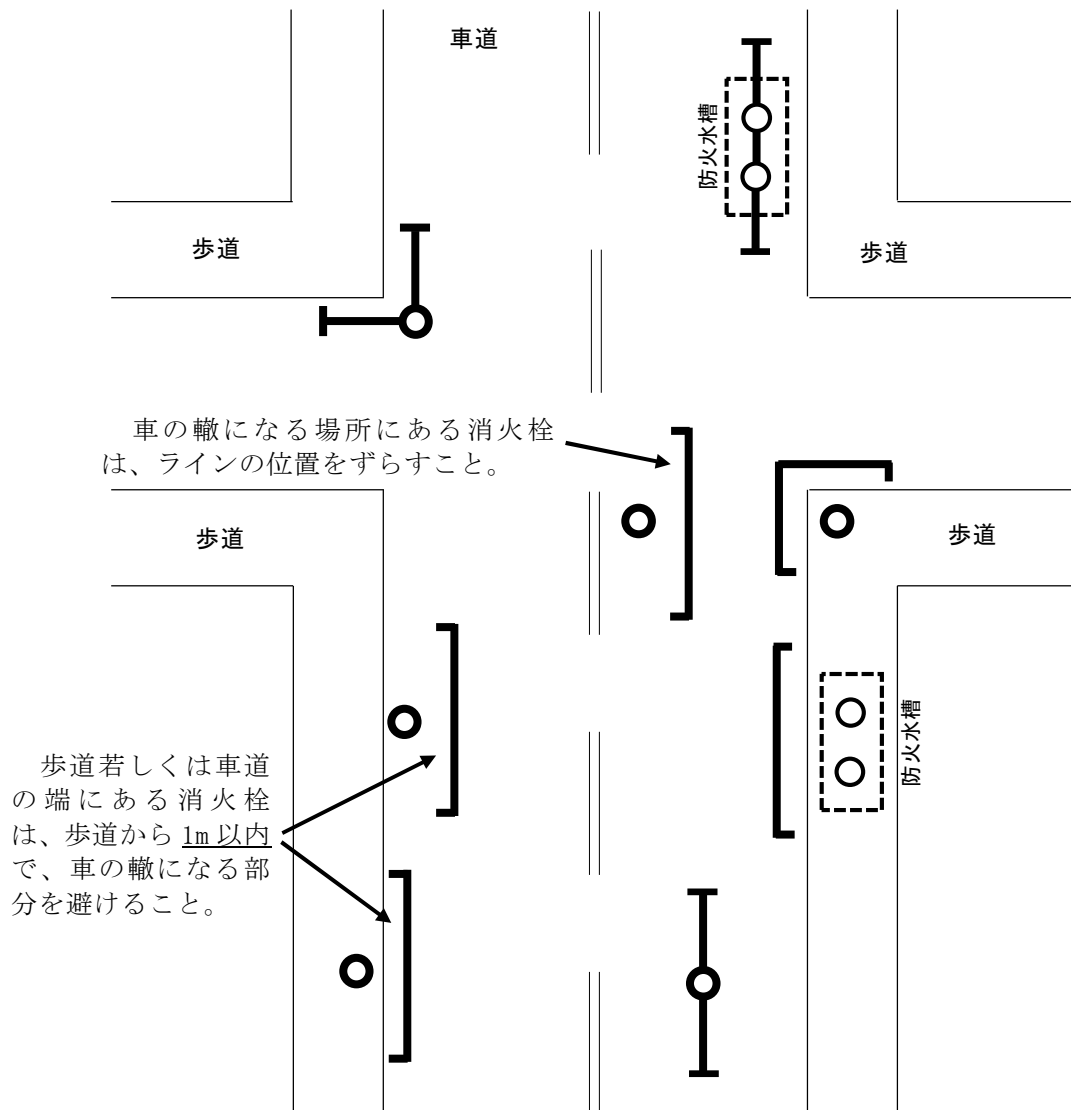 車道
防火水槽
歩道
歩道
車の轍になる場所にある消火栓
は、ラインの位置をずらすこと。
歩道
歩道
防火水槽
歩道若しくは車道
の端にある消火栓
は、歩道から 1m 以内
で、車の轍になる部
分を避けること。